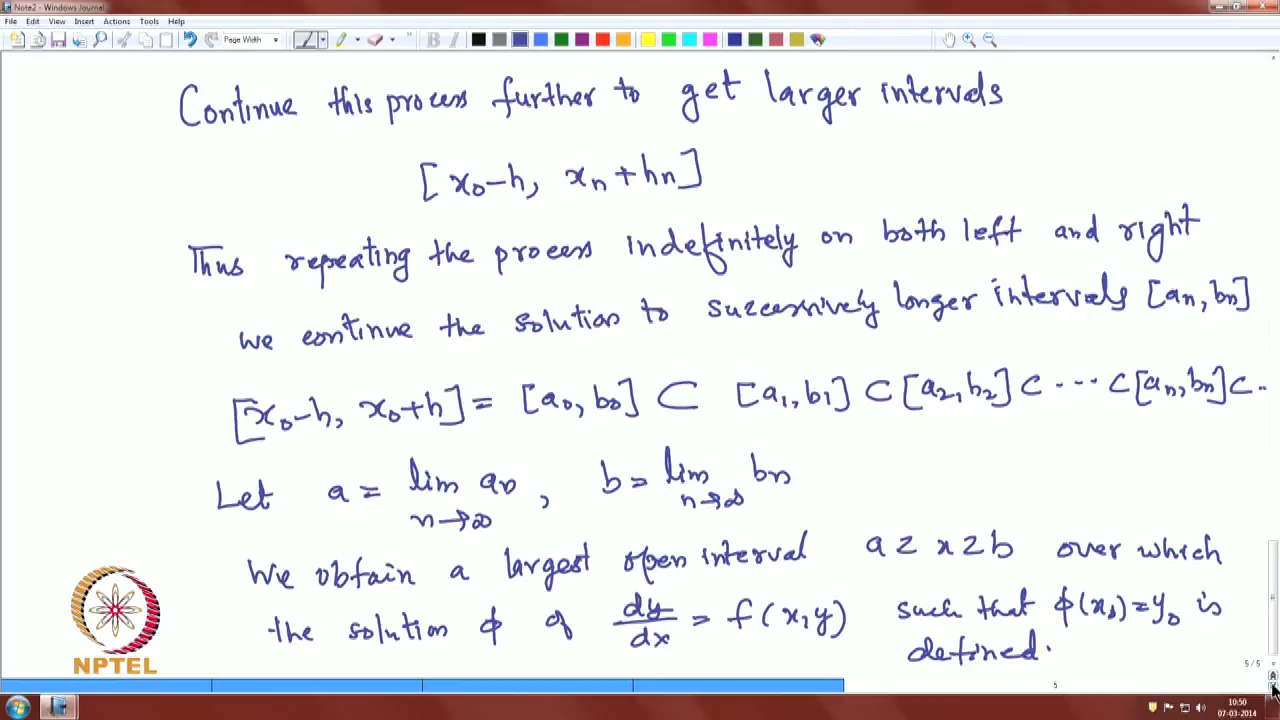 Note2 - Windows Journal
File Edit View Insert Actions Tools Help
Page Width
Continue this process further to get larger intervals
[x₀-h, xₙ+hₙ]
Thus repeating the process indefinitely on both left and right
we continue the solution to successively longer intervals [aₙ, bₙ]
[x₀-h, x₀+h] = [a₀, b₀] ⊂ [a₁, b₁] ⊂ [a₂, b₂] ⊂ ··· ⊂ [aₙ, bₙ] ⊂ ..
Let a = lim aₙ , b = lim bₙ
n→∞ n→∞
We obtain a largest open interval a < x < b over which
the solution φ of dy/dx = f(x,y) such that φ(x₀)=y₀ is
defined.
NPTEL
5/5
5
10:50
07-03-2014